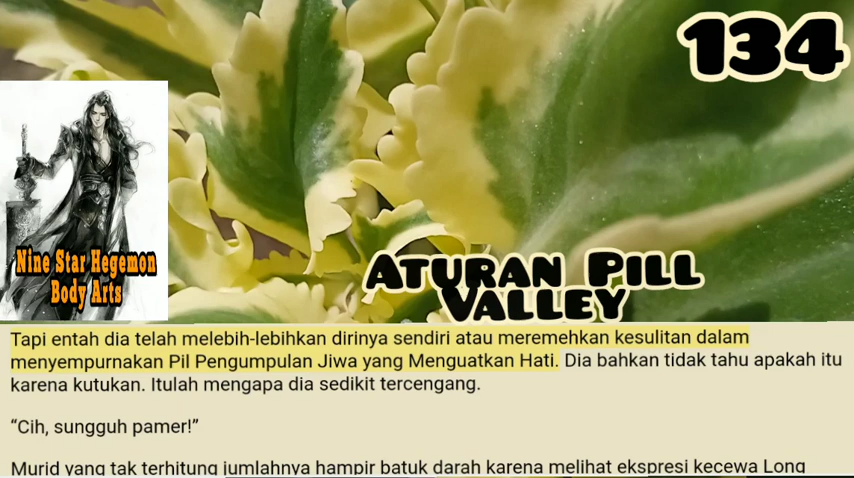 134
Nine Star Hegemon
Body Arts
ATURAN PILL
VALLEY
Tapi entah dia telah melebih-lebihkan dirinya sendiri atau meremehkan kesulitan dalam
menyempurnakan Pil Pengumpulan Jiwa yang Menguatkan Hati. Dia bahkan tidak tahu apakah itu
karena kutukan. Itulah mengapa dia sedikit tercengang.
“Cih, sungguh pamer!”
Murid yang tak terhitung jumlahnya hampir batuk darah karena melihat ekspresi kecewa Long